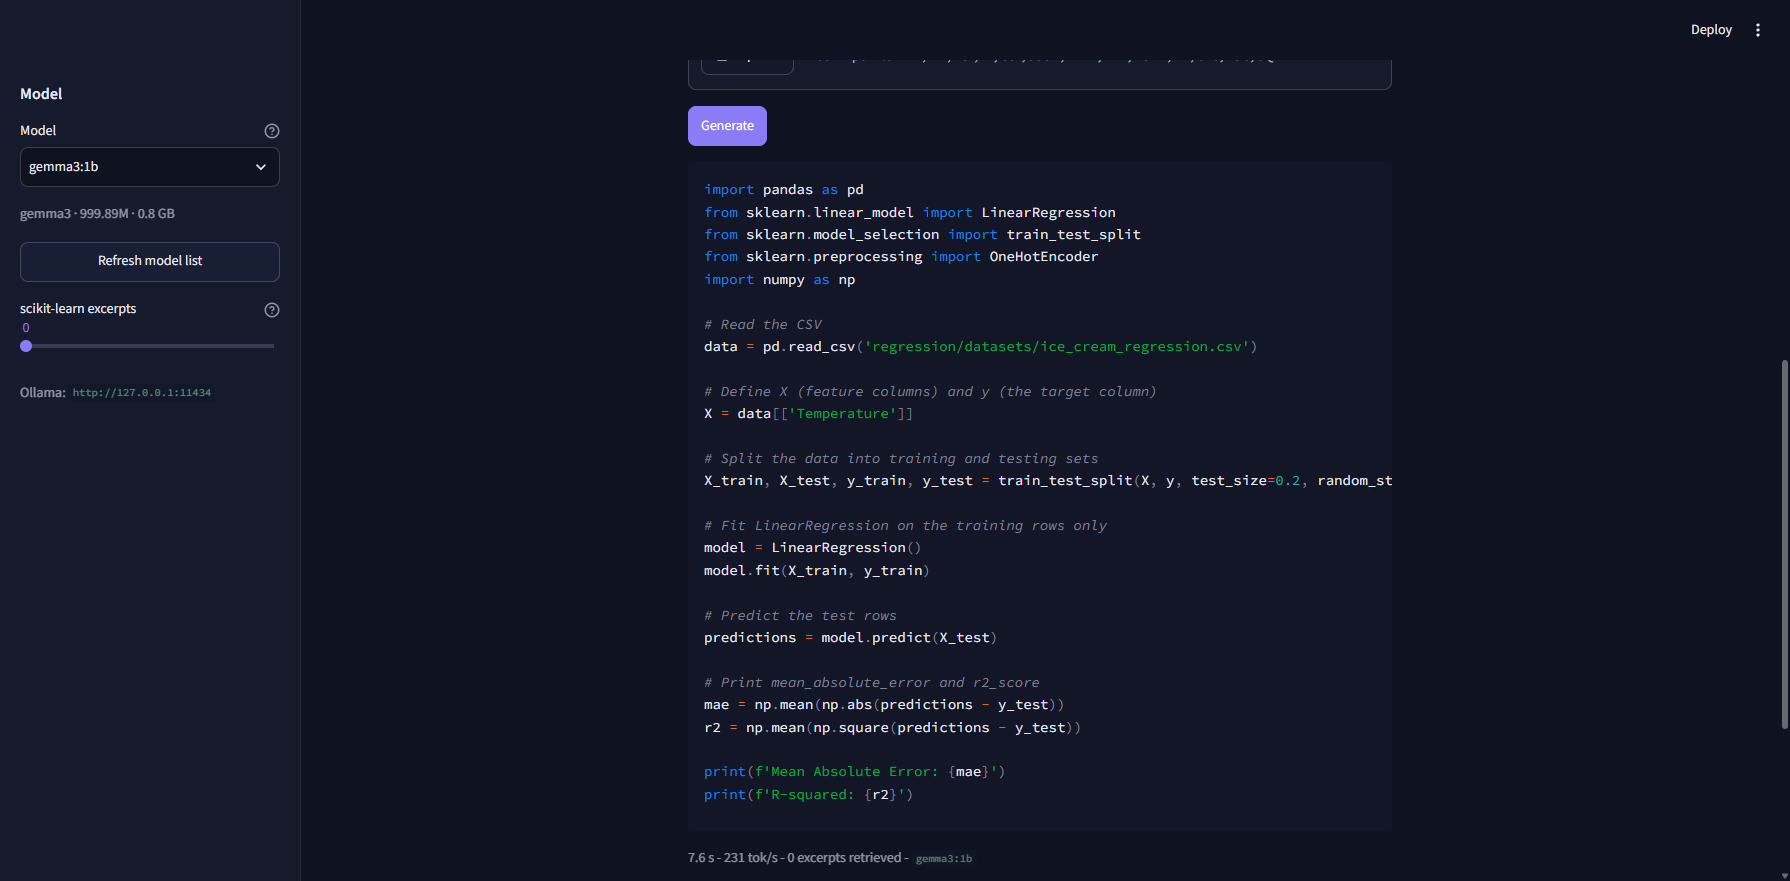 Deploy
Model
Model
gemma3:1b
gemma3 · 999.89M · 0.8 GB
Refresh model list
scikit-learn excerpts
0
Ollama: http://127.0.0.1:11434
Generate
import pandas as pd
from sklearn.linear_model import LinearRegression
from sklearn.model_selection import train_test_split
from sklearn.preprocessing import OneHotEncoder
import numpy as np
# Read the CSV
data = pd.read_csv('regression/datasets/ice_cream_regression.csv')
# Define X (feature columns) and y (the target column)
X = data[['Temperature']]
# Split the data into training and testing sets
X_train, X_test, y_train, y_test = train_test_split(X, y, test_size=0.2, random_st
# Fit LinearRegression on the training rows only
model = LinearRegression()
model.fit(X_train, y_train)
# Predict the test rows
predictions = model.predict(X_test)
# Print mean_absolute_error and r2_score
mae = np.mean(np.abs(predictions - y_test))
r2 = np.mean(np.square(predictions - y_test))
print(f'Mean Absolute Error: {mae}')
print(f'R-squared: {r2}')
7.6 s - 231 tok/s - 0 excerpts retrieved - gemma3:1b